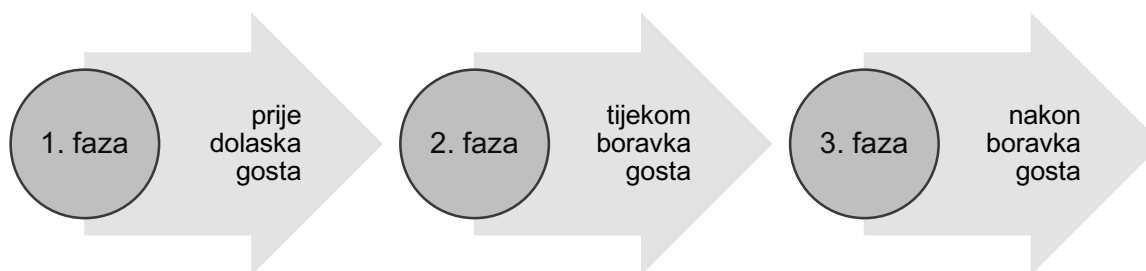 1. faza
prije
dolaska
gosta
2. faza
tijekom
boravka
gosta
3. faza
nakon
boravka
gosta